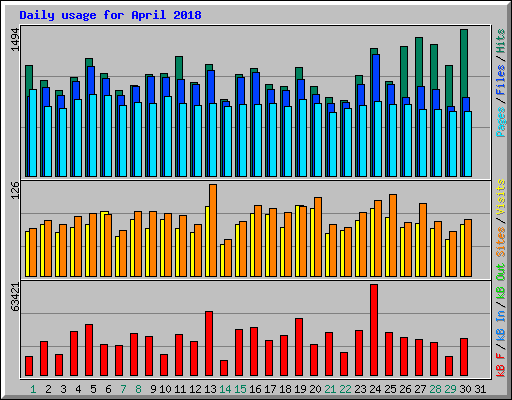 Daily usage for April 2018
1494
Pages / Files / Hits
126
Sites / Visits
63421
kB F / kB In / kB Out
1 2 3 4 5 6 7 8 9 10 11 12 13 14 15 16 17 18 19 20 21 22 23 24 25 26 27 28 29 30 31